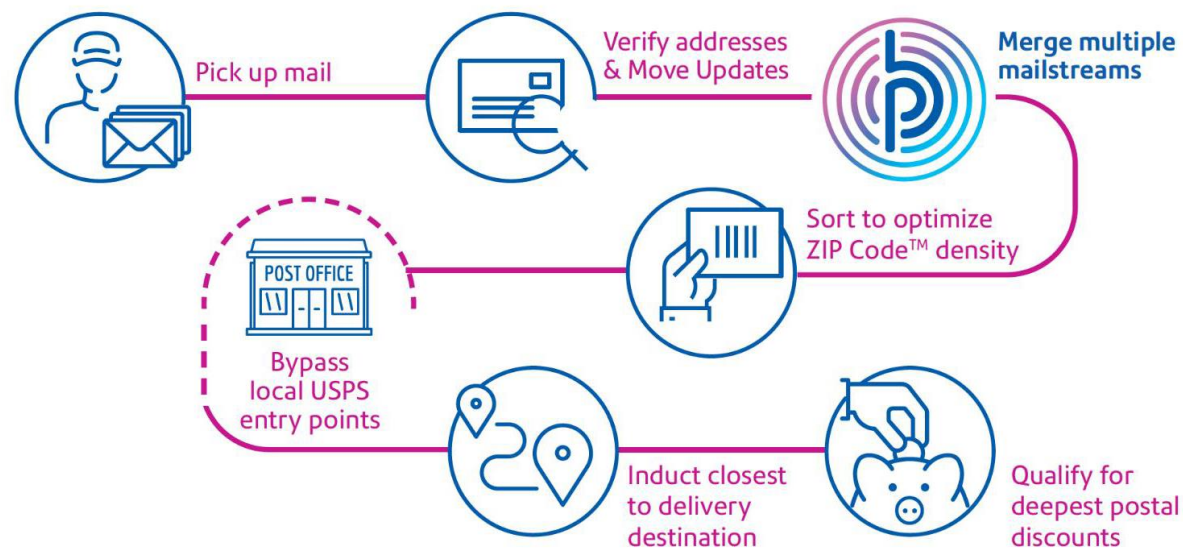 Pick up mail
Verify addresses
& Move Updates
Merge multiple
mailstreams
Sort to optimize
ZIP Code™ density
POST OFFICE
Bypass
local USPS
entry points
Induct closest
to delivery
destination
Qualify for
deepest postal
discounts